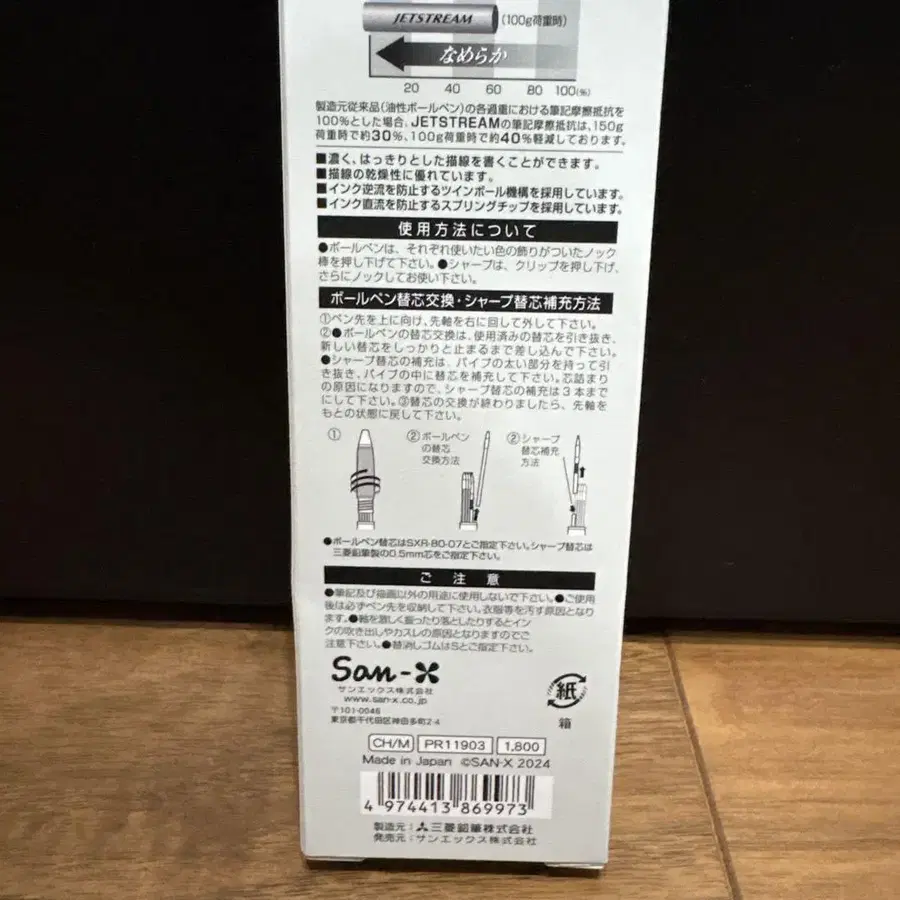 JETSTREAM (100g荷重時)
なめらか
20 40 60 80 100(%)
製造元従来品(油性ボールペン)の各過重における筆記摩擦抵抗を
100%とした場合、JETSTREAMの筆記摩擦抵抗は、150g
荷重時で約30%、100g荷重時で約40%軽減しております。
■濃く、はっきりとした描線を書くことができます。
■描線の乾燥性に優れています。
■インク逆流を防止するツインボール機構を採用しています。
■インク直流を防止するスプリングチップを採用しています。
使用方法について
●ボールペンは、それぞれ使いたい色の飾りがついたノック
棒を押し下げて下さい。●シャープは、クリップを押し下げ、
さらにノックしてお使い下さい。
ボールペン替芯交換・シャープ替芯補充方法
①ペン先を上に向け、先軸を右に回して外して下さい。
②●ボールペンの替芯交換は、使用済みの替芯を引き抜き、
新しい替芯をしっかりと止まるまで差し込んで下さい。
●シャープ替芯の補充は、パイプの太い部分を持って引
き抜き、パイプの中に替芯を補充して下さい。芯詰まり
の原因になりますので、シャープ替芯の補充は3本まで
にして下さい。③替芯の交換が終わりましたら、先軸を
もとの状態に戻して下さい。
① ②ボールペン ②シャープ
の替芯 替芯補充
交換方法 方法
●ボールペン替芯はSXR-80-07とご指定下さい。シャープ替芯は
三菱鉛筆製の0.5mm芯をご指定下さい。
ご注意
●筆記及び描画以外の用途に使用しないで下さい。●ご使用
後は必ずペン先を収納して下さい。衣服等を汚す原因となり
ます。●軸を激しく振ったり落としたりするとイン
クの吹き出しやカスレの原因となりますのでご
注意下さい。●替消しゴムはSとご指定下さい。
San-X
サンエックス株式会社
www.san-x.co.jp
〒101-0046
東京都千代田区神田多町2-4
紙
箱
CH/M PR11903 1,800
Made in Japan ©SAN-X 2024
4 974413 869973
製造元:三菱鉛筆株式会社
発売元:サンエックス株式会社